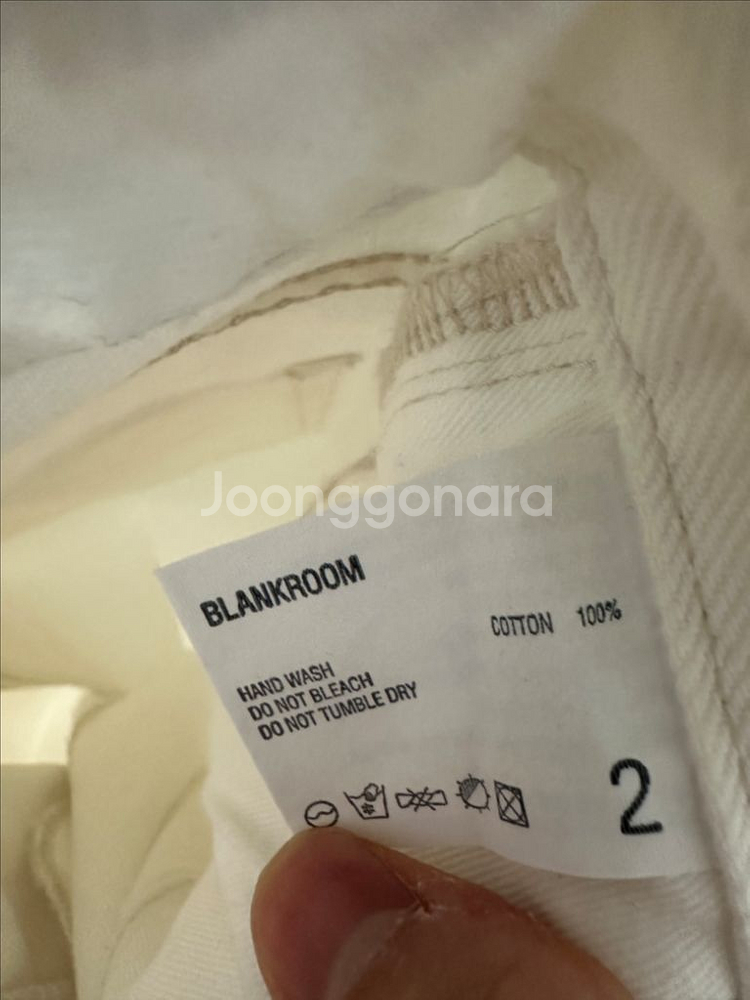 Joonggonara
BLANKROOM
COTTON 100%
HAND WASH
DO NOT BLEACH
DO NOT TUMBLE DRY
2